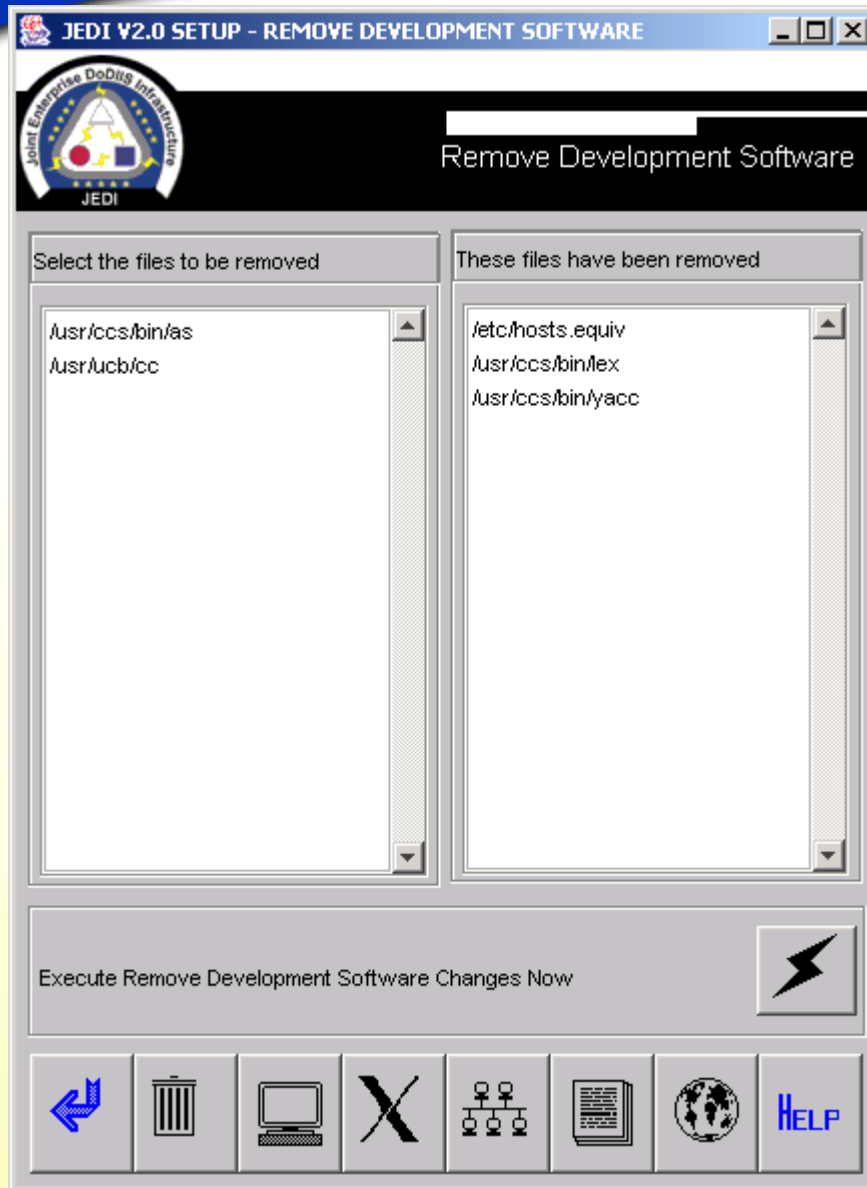 JEDI V2.0 SETUP - REMOVE DEVELOPMENT SOFTWARE
Joint Enterprise DoDIIS Infrastructure
JEDI
Remove Development Software
Select the files to be removed
/usr/ccs/bin/as
/usr/ucb/cc
These files have been removed
/etc/hosts.equiv
/usr/ccs/bin/lex
/usr/ccs/bin/yacc
Execute Remove Development Software Changes Now
HELP